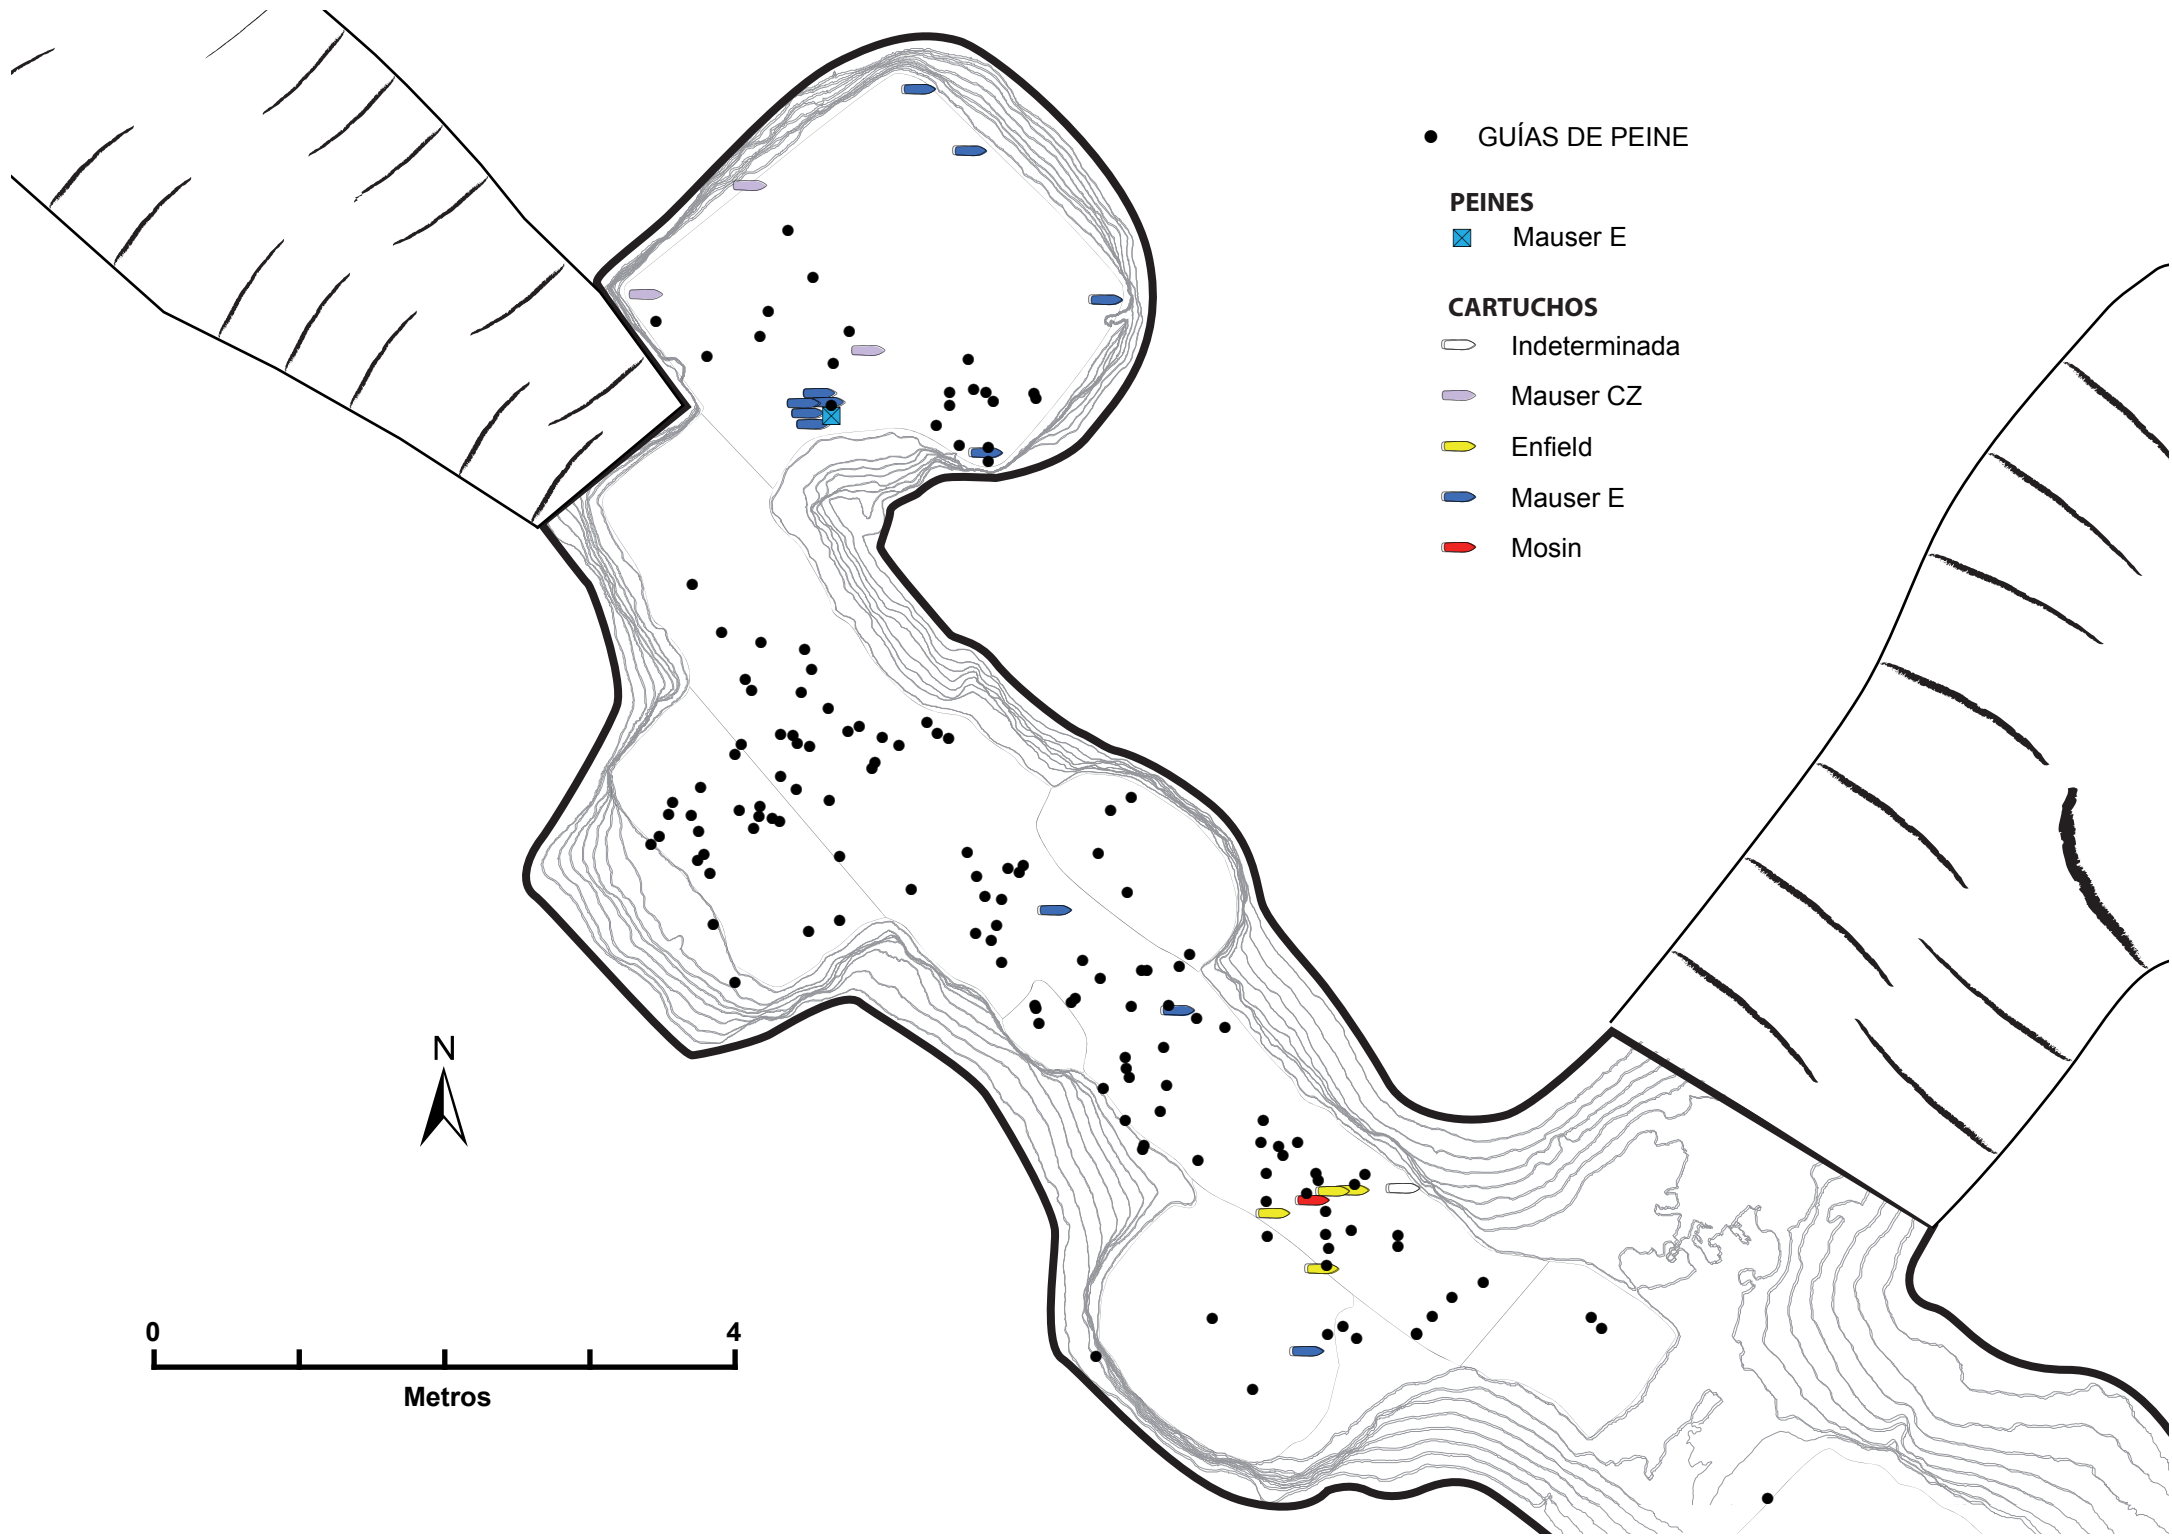 GUÍAS DE PEINE
PEINES
Mauser E
CARTUCHOS
Indeterminada
Mauser CZ
Enfield
Mauser E
Mosin
N
0 4
Metros